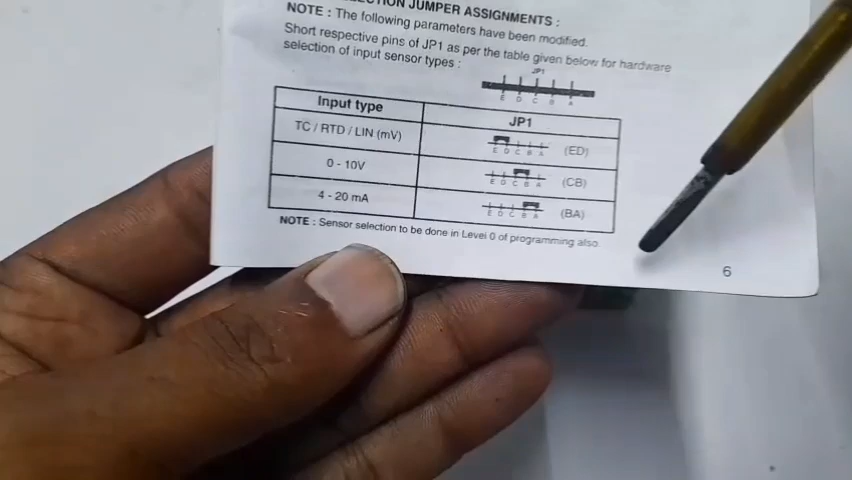 JUMPER ASSIGNMENTS :
NOTE : The following parameters have been modified.
Short respective pins of JP1 as per the table given below for hardware
selection of input sensor types :
JP1
E D C B A
Input type JP1
TC / RTD / LIN (mV) E D C B A (ED)
0 - 10V E D C B A (CB)
4 - 20 mA E D C B A (BA)
NOTE : Sensor selection to be done in Level 0 of programming also
6